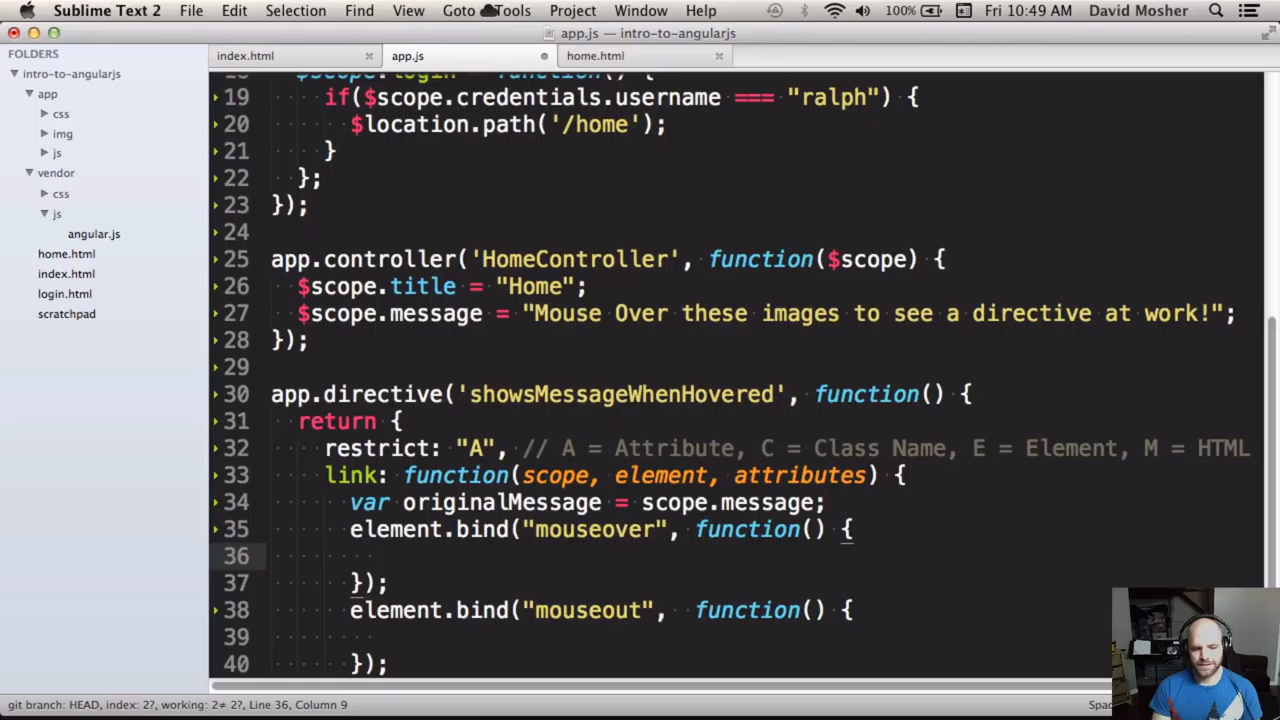 Sublime Text 2 File Edit Selection Find View Goto Tools Project Window Help 100% Fri 10:49 AM David Mosher
app.js — intro-to-angularjs
FOLDERS
intro-to-angularjs
app
css
img
js
vendor
css
js
angular.js
home.html
index.html
login.html
scratchpad
index.html app.js home.html
19 if($scope.credentials.username === "ralph") {
20 $location.path('/home');
21 }
22 };
23 });
24
25 app.controller('HomeController', function($scope) {
26 $scope.title = "Home";
27 $scope.message = "Mouse Over these images to see a directive at work!";
28 });
29
30 app.directive('showsMessageWhenHovered', function() {
31 return {
32 restrict: "A", // A = Attribute, C = Class Name, E = Element, M = HTML
33 link: function(scope, element, attributes) {
34 var originalMessage = scope.message;
35 element.bind("mouseover", function() {
36
37 });
38 element.bind("mouseout", function() {
39
40 });
git branch: HEAD, index: 2?, working: 2≠ 2?, Line 36, Column 9